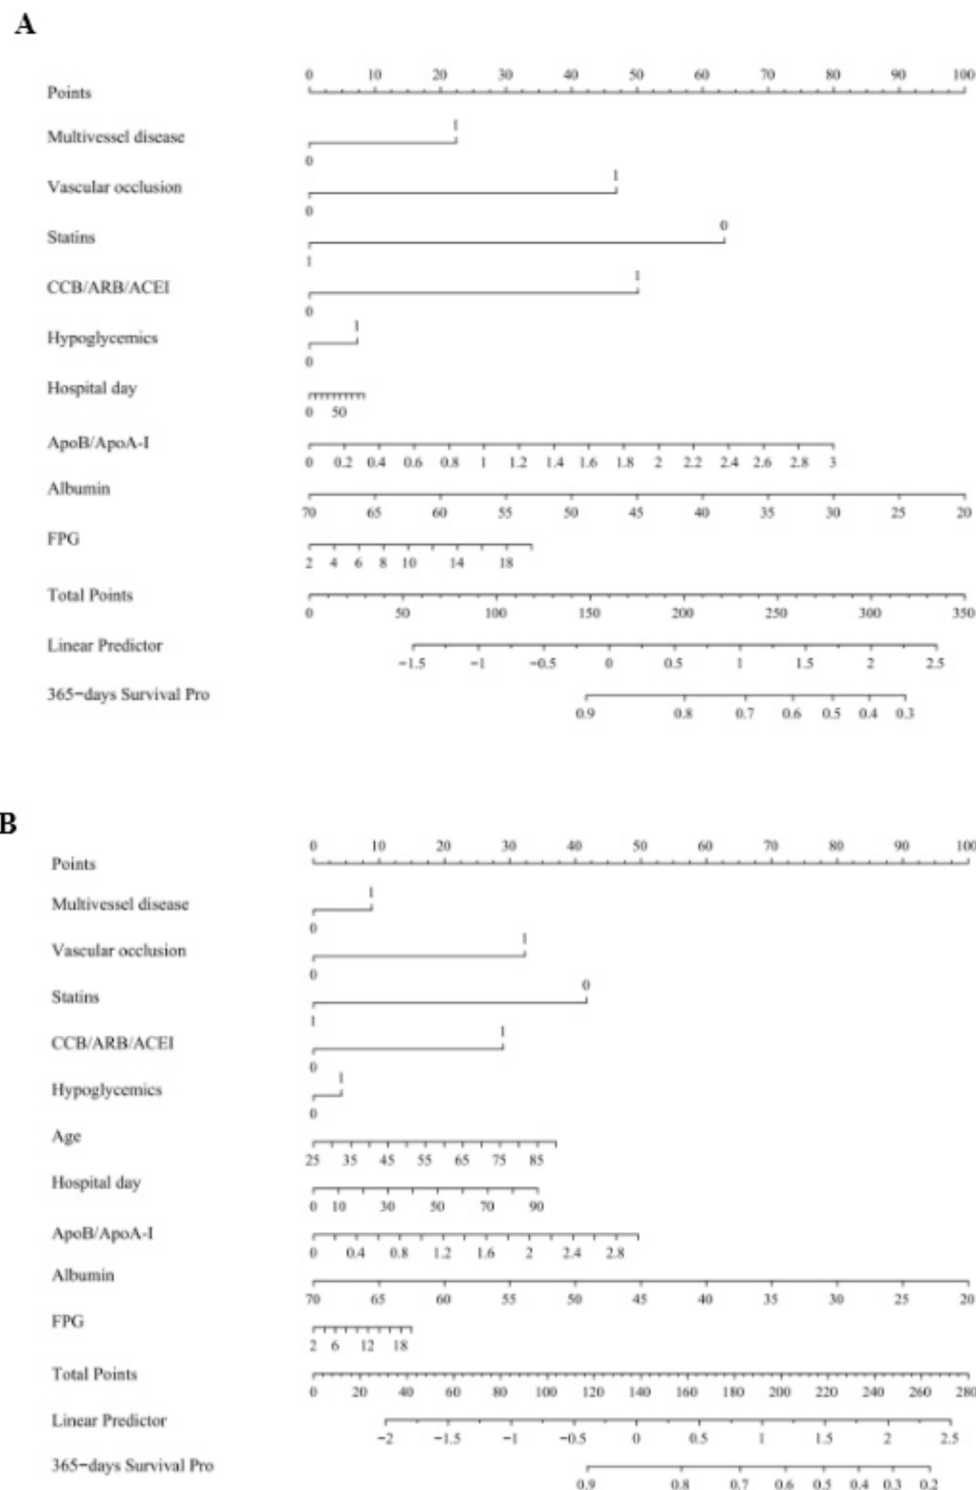 A
0 10 20 30 40 50 60 70 80 90 100
Points
1
Multivessel disease
0
1
Vascular occlusion
0
0
Statins
1
1
CCB/ARB/ACEI
0
1
Hypoglycemics
0
Hospital day
0 50
ApoB/ApoA-I
0 0.2 0.4 0.6 0.8 1 1.2 1.4 1.6 1.8 2 2.2 2.4 2.6 2.8 3
Albumin
70 65 60 55 50 45 40 35 30 25 20
FPG
2 4 6 8 10 14 18
Total Points
0 50 100 150 200 250 300 350
Linear Predictor
−1.5 −1 −0.5 0 0.5 1 1.5 2 2.5
365−days Survival Pro
0.9 0.8 0.7 0.6 0.5 0.4 0.3
B
0 10 20 30 40 50 60 70 80 90 100
Points
1
Multivessel disease
0
1
Vascular occlusion
0
0
Statins
1
1
CCB/ARB/ACEI
0
1
Hypoglycemics
0
Age
25 35 45 55 65 75 85
Hospital day
0 10 30 50 70 90
ApoB/ApoA-I
0 0.4 0.8 1.2 1.6 2 2.4 2.8
Albumin
70 65 60 55 50 45 40 35 30 25 20
FPG
2 6 12 18
Total Points
0 20 40 60 80 100 120 140 160 180 200 220 240 260 280
Linear Predictor
−2 −1.5 −1 −0.5 0 0.5 1 1.5 2 2.5
365−days Survival Pro
0.9 0.8 0.7 0.6 0.5 0.4 0.3 0.2